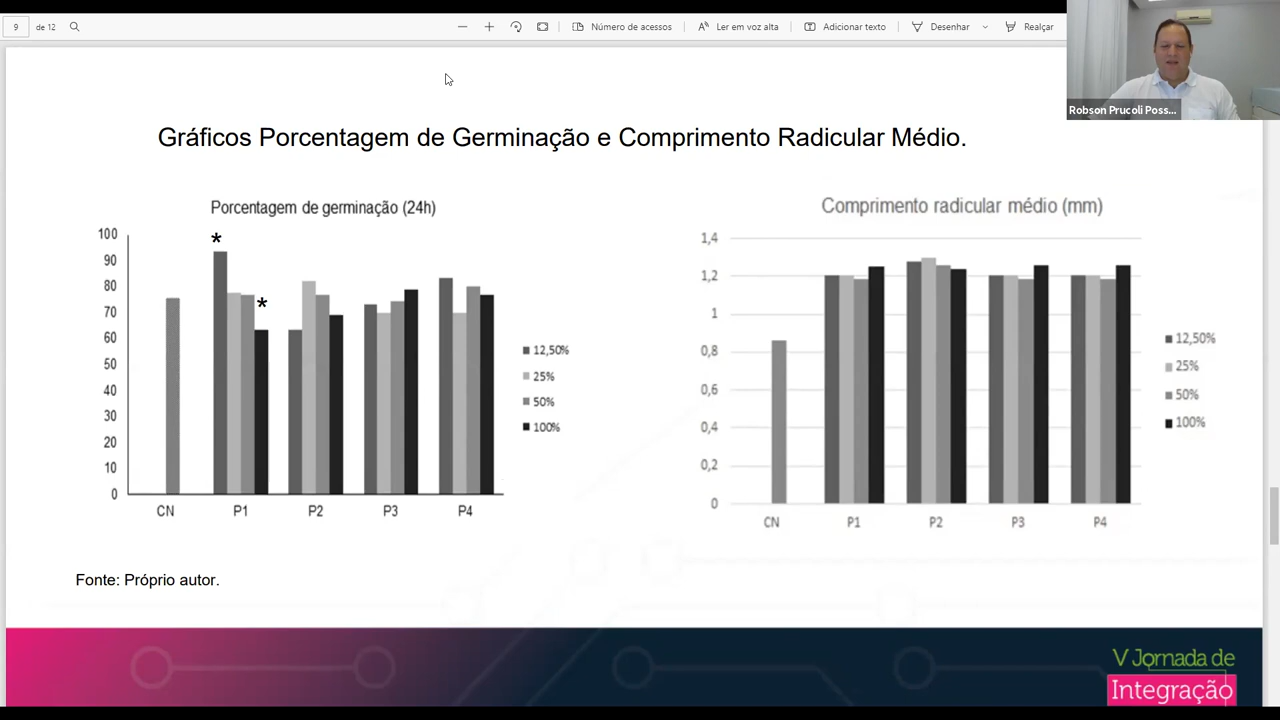 9 de 12
Número de acessos
Ler em voz alta
Adicionar texto
Desenhar
Realçar
Robson Prucoli Poss...
Gráficos Porcentagem de Germinação e Comprimento Radicular Médio.
Porcentagem de germinação (24h)
100
90
80
70
60
50
40
30
20
10
0
*
*
CN P1 P2 P3 P4
12,50%
25%
50%
100%
Comprimento radicular médio (mm)
1,4
1,2
1
0,8
0,6
0,4
0,2
0
CN P1 P2 P3 P4
12,50%
25%
50%
100%
Fonte: Próprio autor.
V Jornada de
Integração